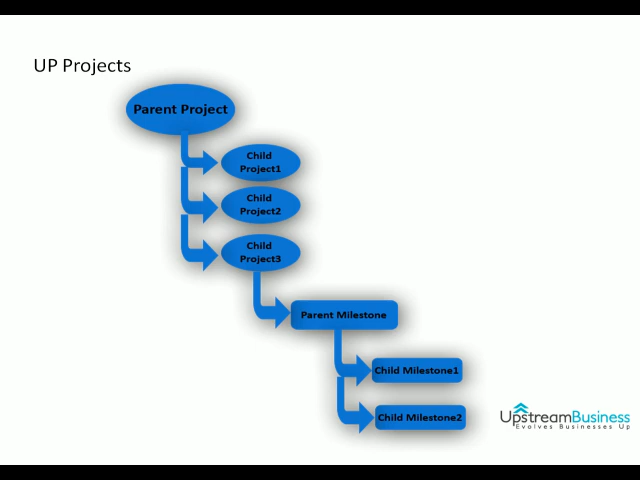 UP Projects
Parent Project
Child
Project1
Child
Project2
Child
Project3
Parent Milestone
Child Milestone1
Child Milestone2
UpstreamBusiness
Evolves Businesses Up